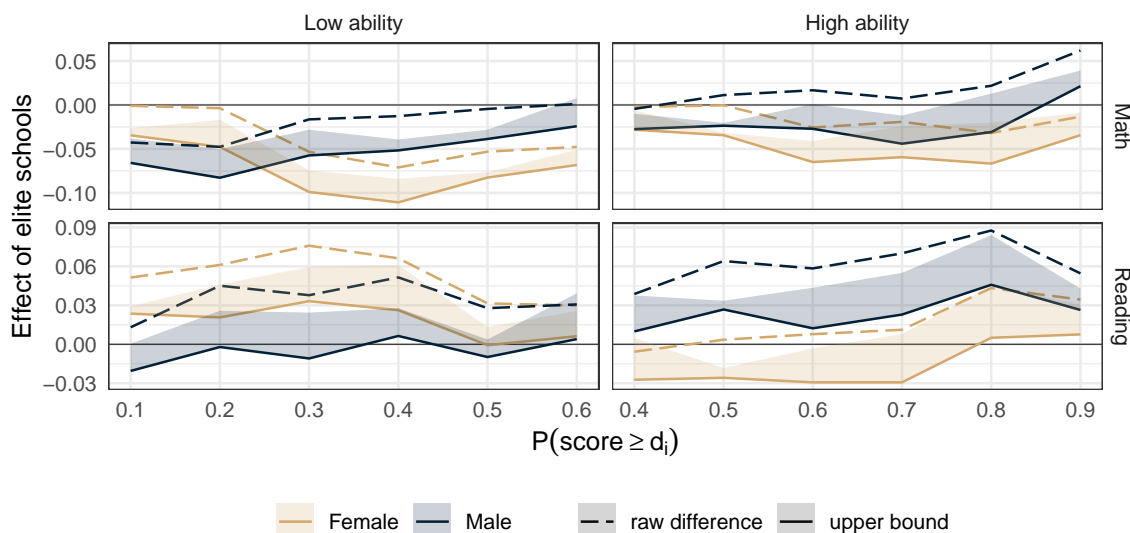 Low ability High ability
Effect of elite schools
0.05
0.00
−0.05
−0.10
Math
0.09
0.06
0.03
0.00
−0.03
Reading
0.1 0.2 0.3 0.4 0.5 0.6 0.4 0.5 0.6 0.7 0.8 0.9
P(score ≥ di)
Female Male raw difference upper bound